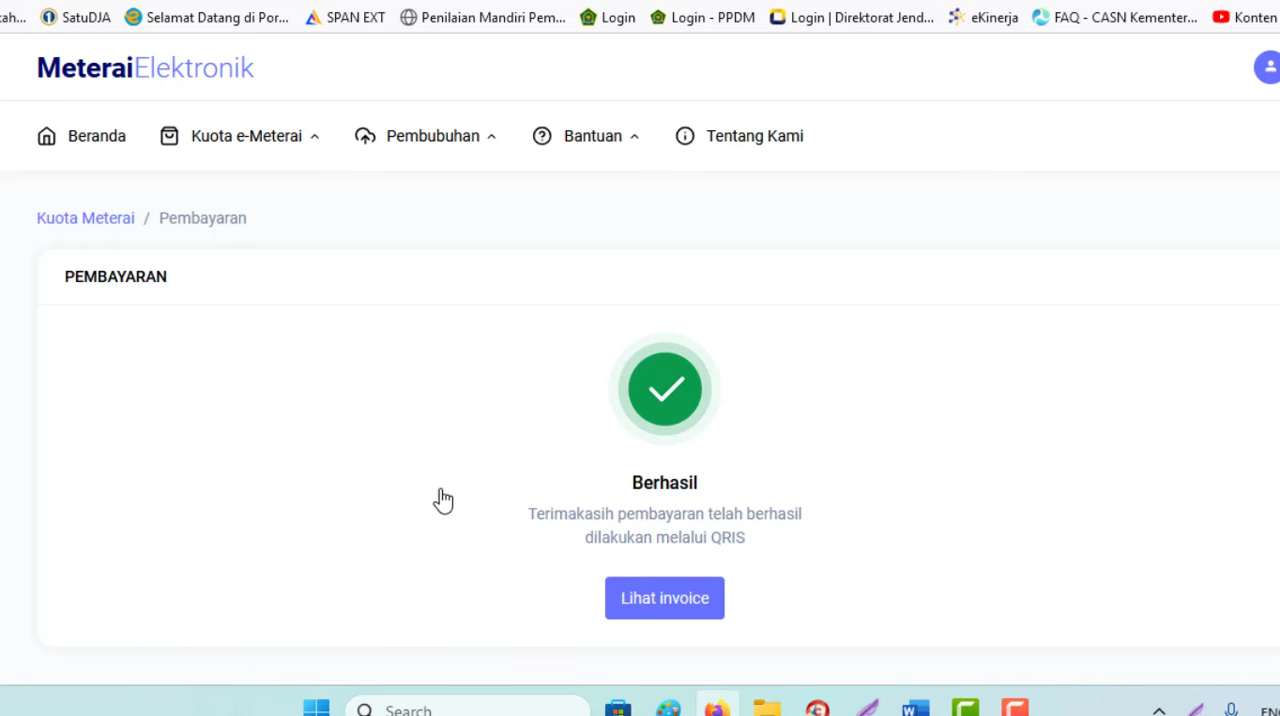 SatuDJA Selamat Datang di Por... SPAN EXT Penilaian Mandiri Pem... Login Login - PPDM Login | Direktorat Jend... eKinerja FAQ - CASN Kementer... Konten
MeteraiElektronik
Beranda Kuota e-Meterai Pembubuhan Bantuan Tentang Kami
Kuota Meterai / Pembayaran
PEMBAYARAN
Berhasil
Terimakasih pembayaran telah berhasil
dilakukan melalui QRIS
Lihat invoice
Search